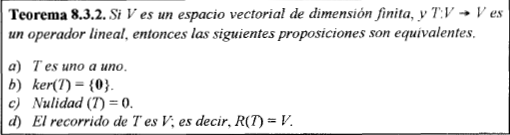 Teorema 8.3.2. Si V es un espacio vectorial de dimensión finita, y T:V → V es
un operador lineal, entonces las siguientes proposiciones son equivalentes.
a) T es uno a uno.
b) ker(T) = {0}.
c) Nulidad (T) = 0.
d) El recorrido de T es V; es decir, R(T) = V.